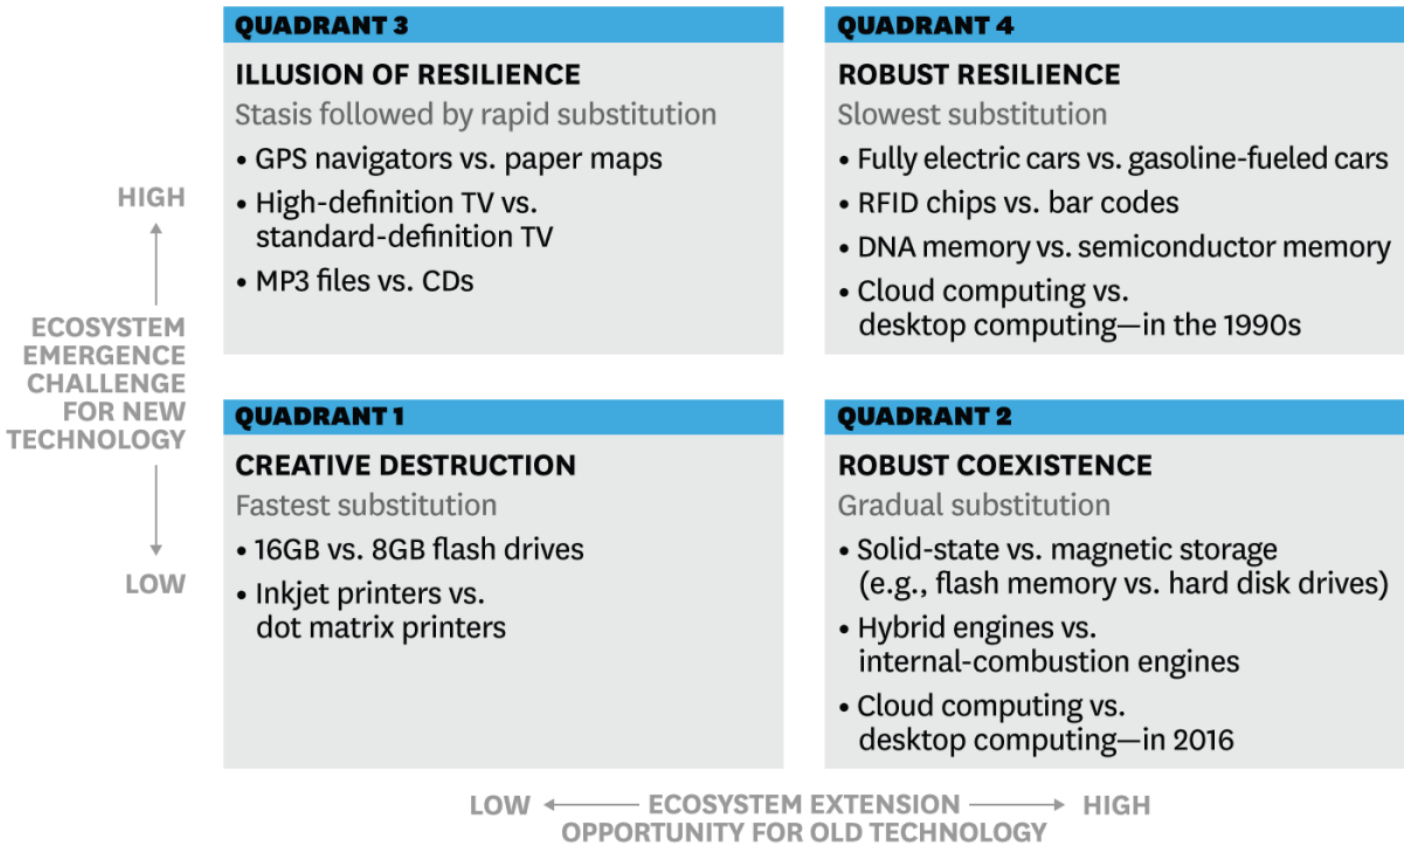 QUADRANT 3
ILLUSION OF RESILIENCE
Stasis followed by rapid substitution
• GPS navigators vs. paper maps
• High-definition TV vs.
standard-definition TV
• MP3 files vs. CDs
QUADRANT 4
ROBUST RESILIENCE
Slowest substitution
• Fully electric cars vs. gasoline-fueled cars
• RFID chips vs. bar codes
• DNA memory vs. semiconductor memory
• Cloud computing vs.
desktop computing—in the 1990s
HIGH
ECOSYSTEM
EMERGENCE
CHALLENGE
FOR NEW
TECHNOLOGY
LOW
QUADRANT 1
CREATIVE DESTRUCTION
Fastest substitution
• 16GB vs. 8GB flash drives
• Inkjet printers vs.
dot matrix printers
QUADRANT 2
ROBUST COEXISTENCE
Gradual substitution
• Solid-state vs. magnetic storage
(e.g., flash memory vs. hard disk drives)
• Hybrid engines vs.
internal-combustion engines
• Cloud computing vs.
desktop computing—in 2016
LOW ECOSYSTEM EXTENSION HIGH
OPPORTUNITY FOR OLD TECHNOLOGY